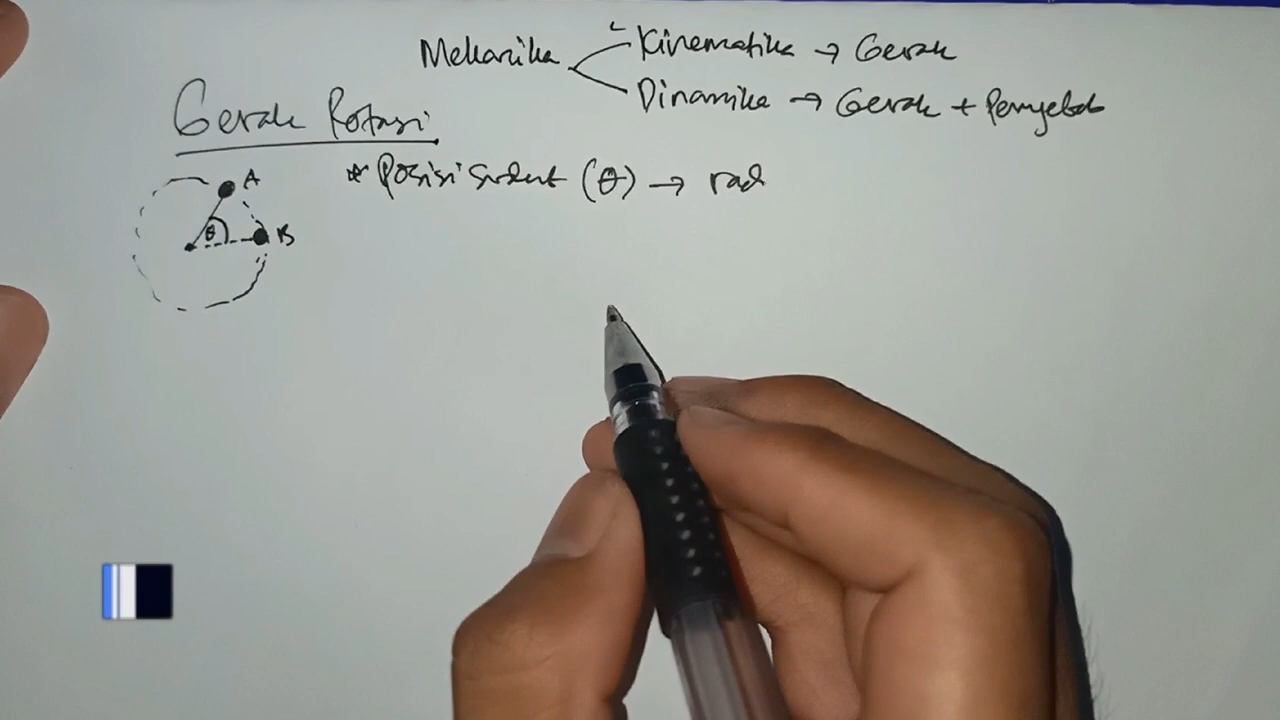 Mekanika
Kinematika → Gerak
Dinamika → Gerak + Penyebab
Gerak Rotasi
* Posisi sudut (θ) → rad
A
θ
B